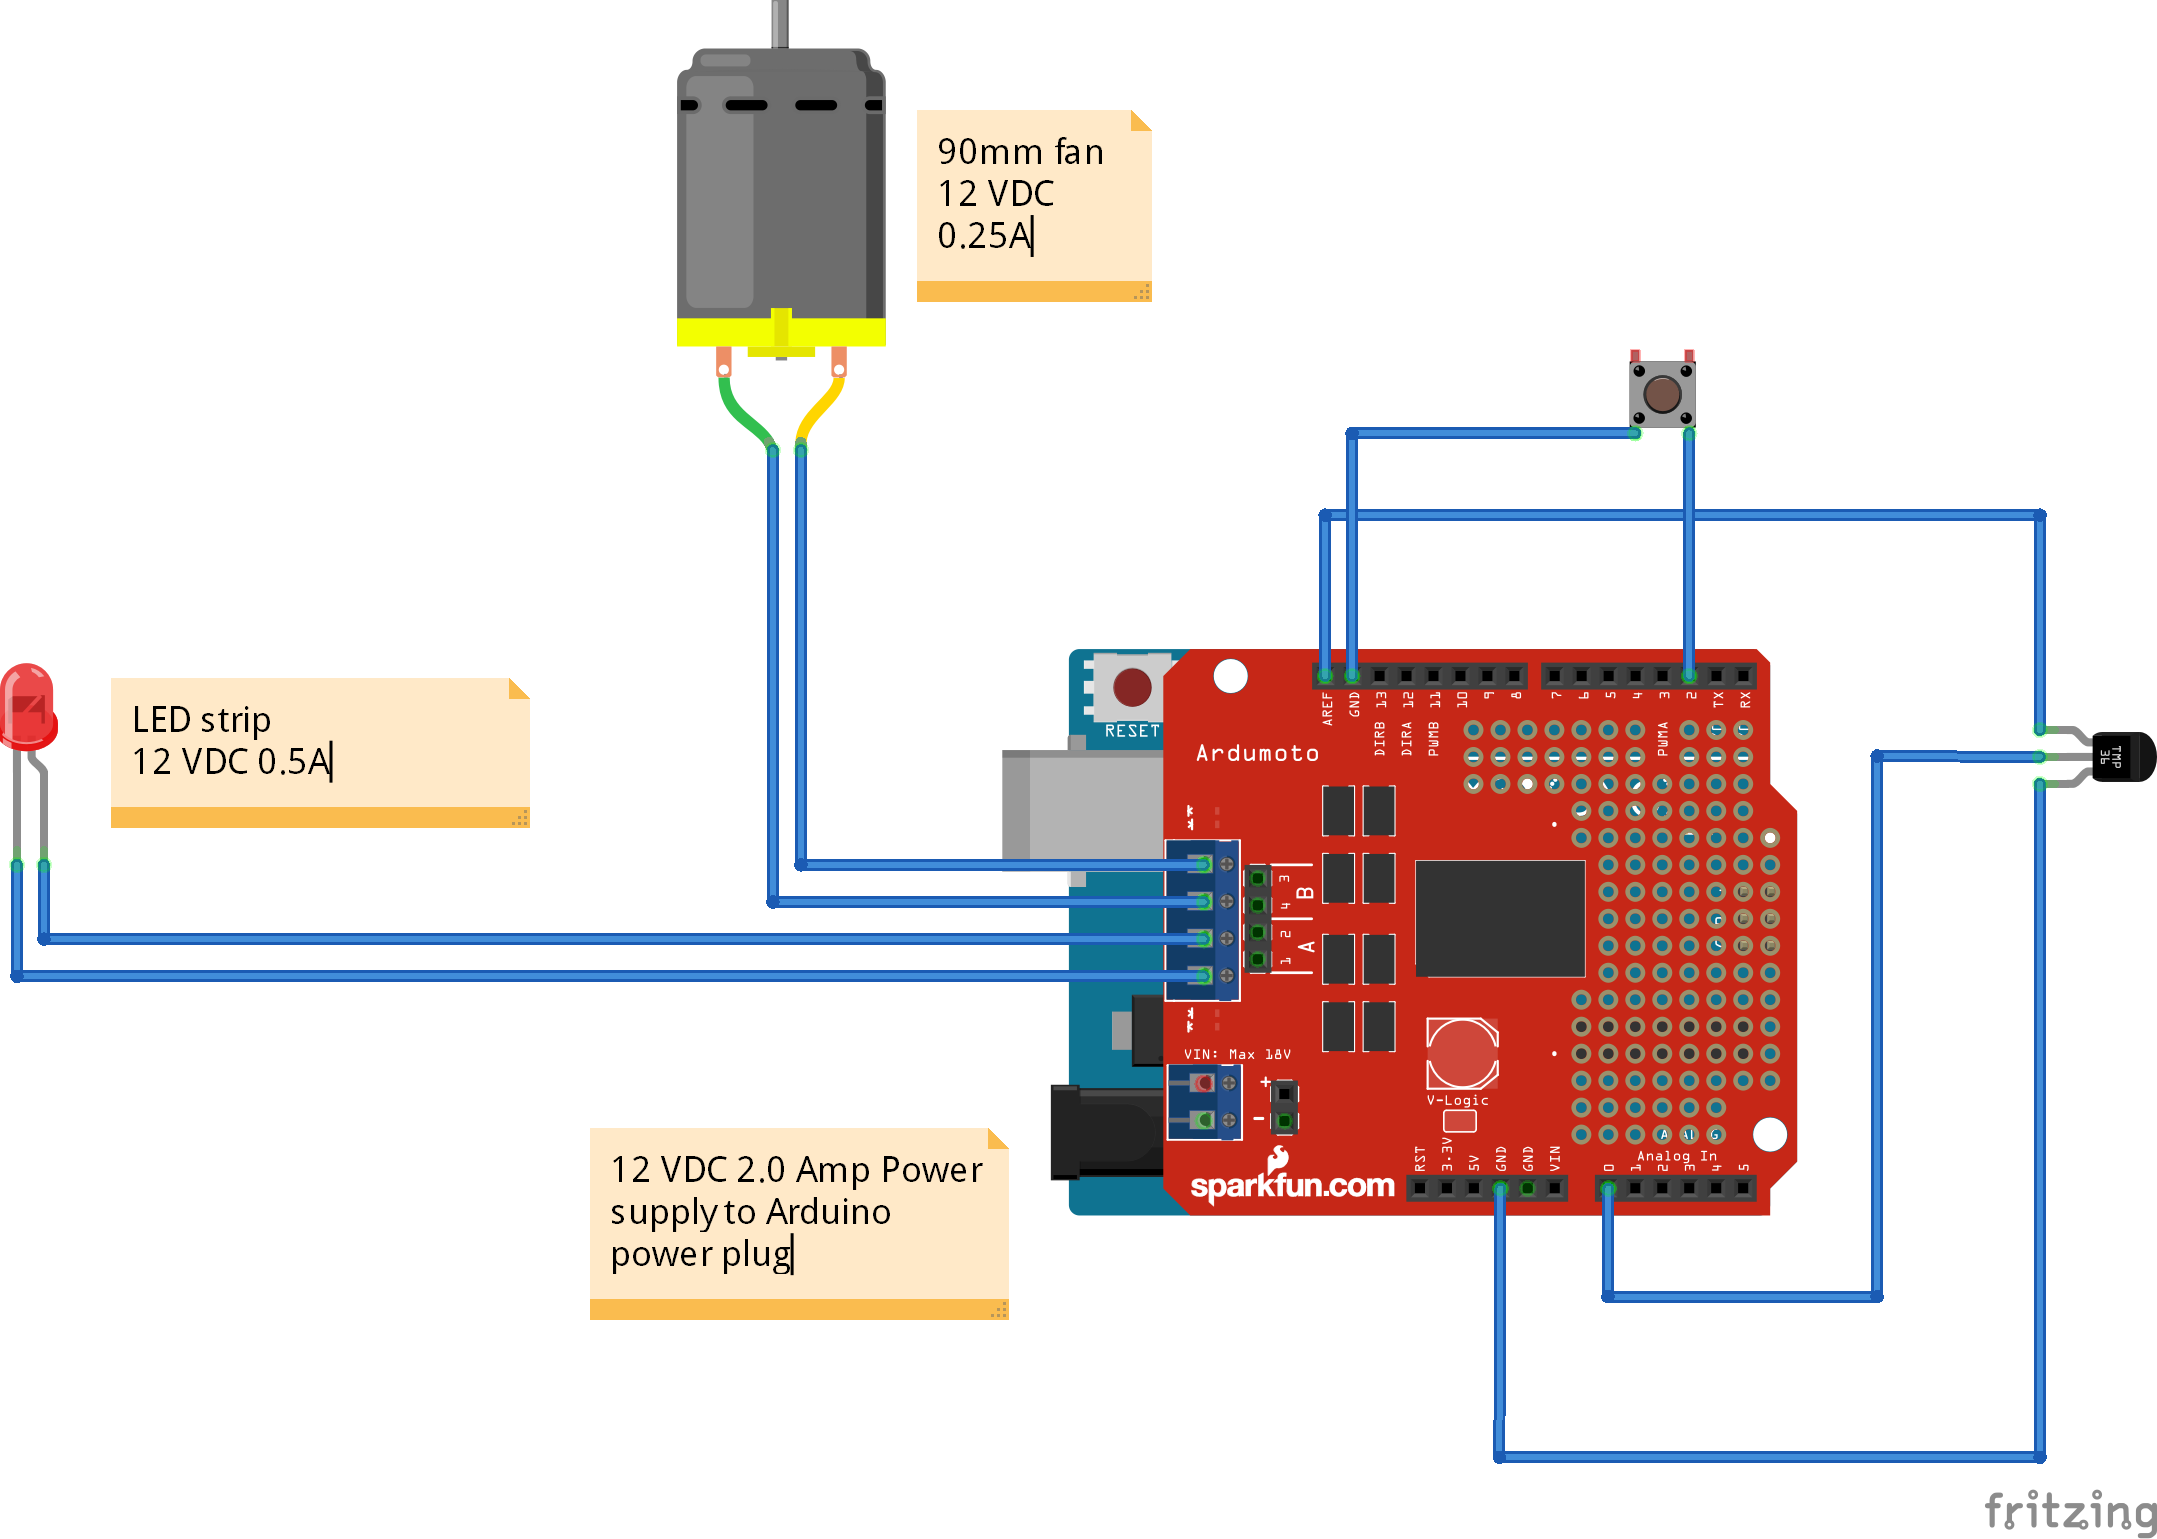 90mm fan
12 VDC
0.25A
LED strip
12 VDC 0.5A
12 VDC 2.0 Amp Power
supply to Arduino
power plug
RESET
Ardumoto
AREF GND 13 12 11 10 9 8 7 6 5 4 3 2 TX RX
DIRB DIRA PWMB PWMA
3
B
4
2
A
1
VIN: Max 18V
+
-
V-Logic
sparkfun.com
RST 3.3V 5V GND GND VIN
Analog In
0 1 2 3 4 5
TMP
36
fritzing